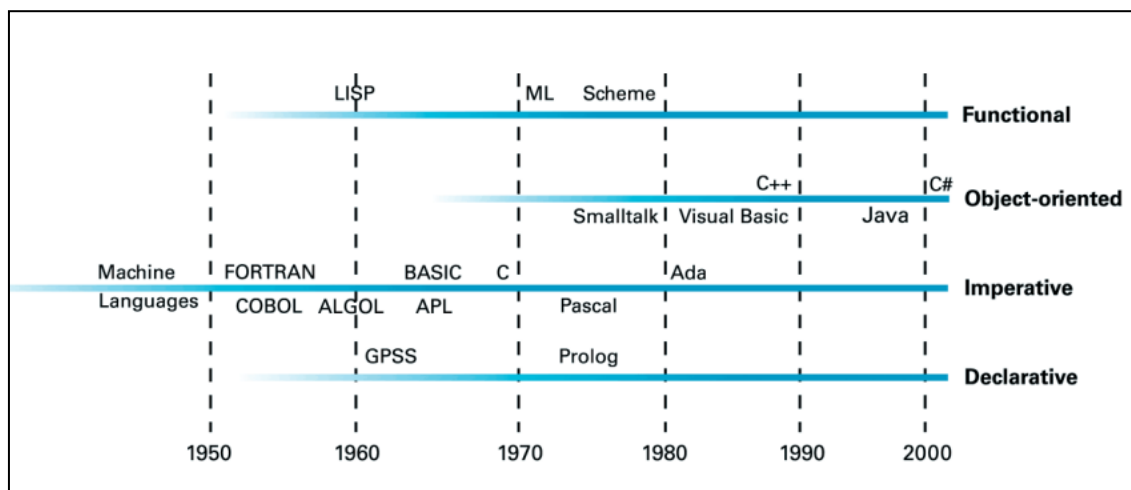 LISP ML Scheme
Functional
C++ C#
Object-oriented
Smalltalk Visual Basic Java
Machine FORTRAN BASIC C Ada
Imperative
Languages COBOL ALGOL APL Pascal
GPSS Prolog
Declarative
1950 1960 1970 1980 1990 2000